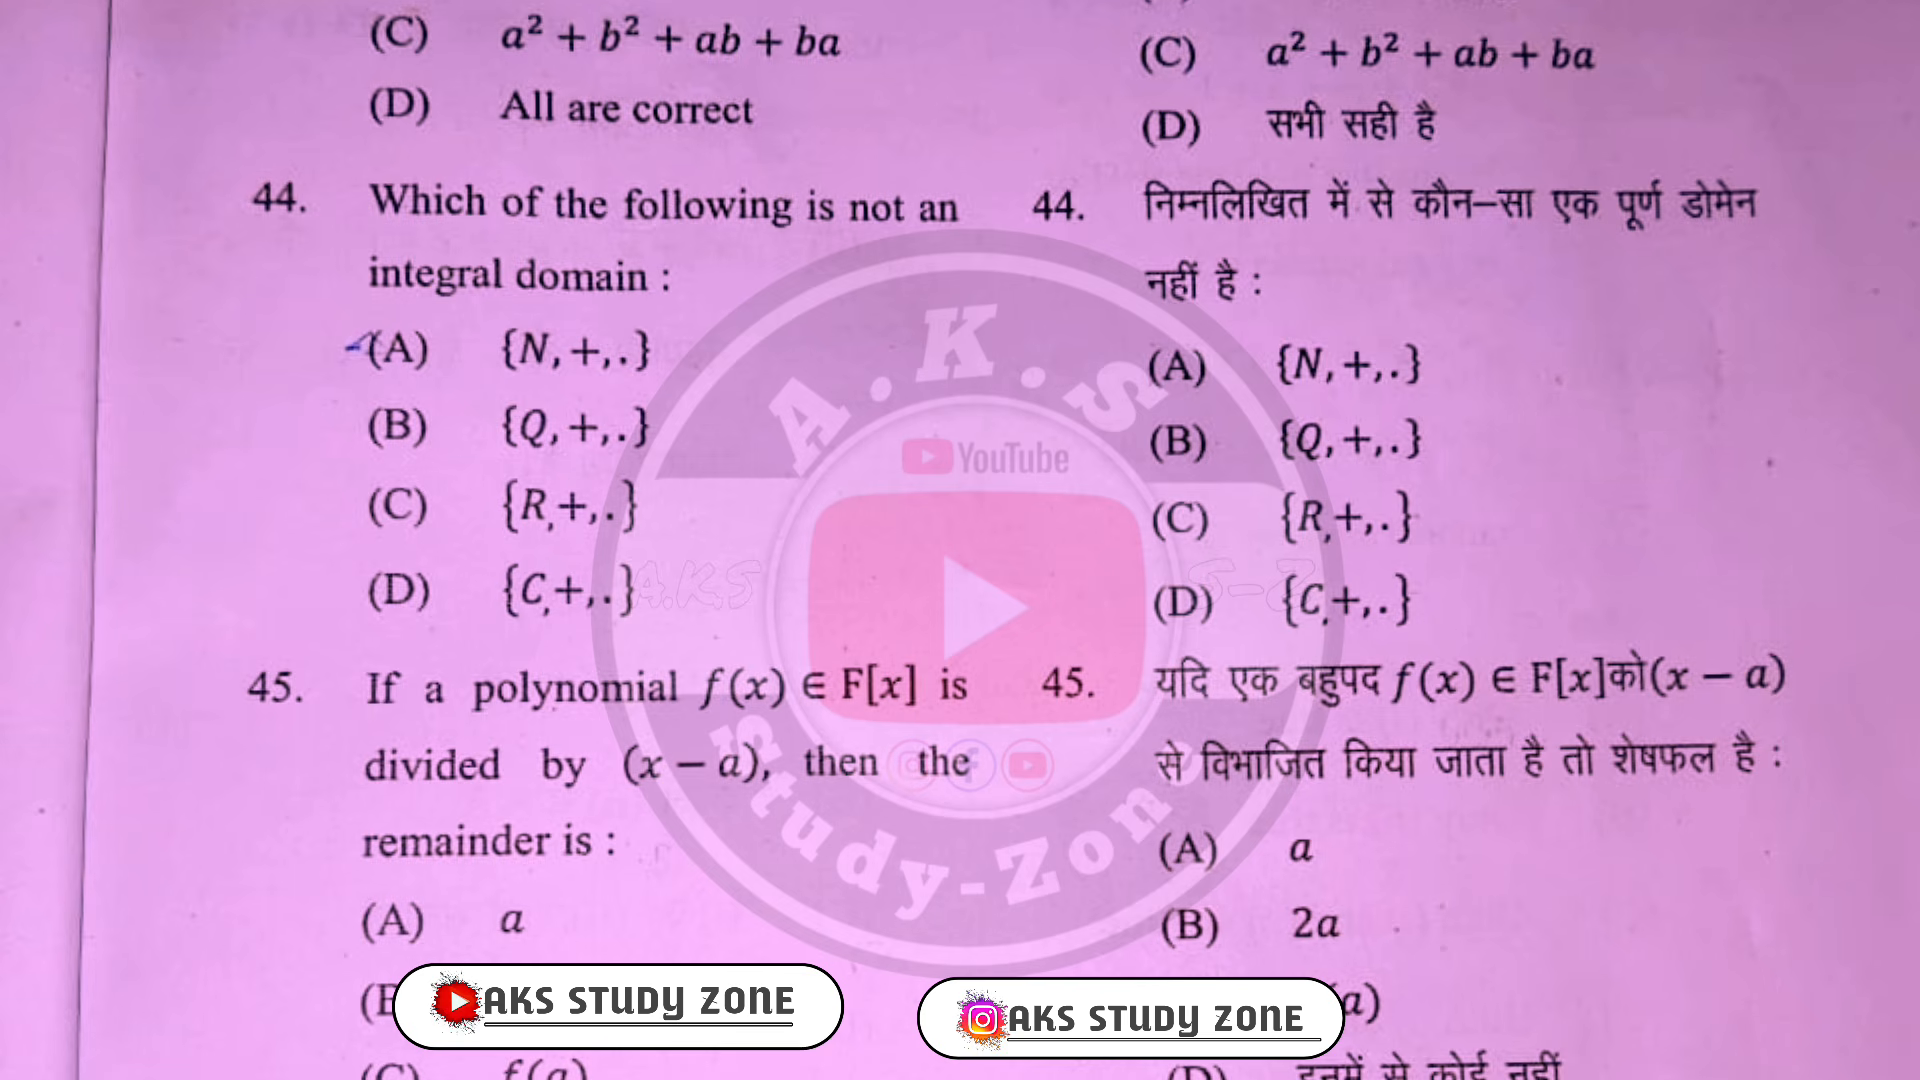 (C) a² + b² + ab + ba
(D) All are correct
44. Which of the following is not an
integral domain :
(A) {N, +, .}
(B) {Q, +, .}
(C) {R, +, .}
(D) {C, +, .}
45. If a polynomial f(x) ∈ F[x] is
divided by (x − a), then the
remainder is :
(A) a
(C) f(a)
(C) a² + b² + ab + ba
(D) सभी सही है
44. निम्नलिखित में से कौन–सा एक पूर्ण डोमेन
नहीं है :
(A) {N, +, .}
(B) {Q, +, .}
(C) {R, +, .}
(D) {C, +, .}
45. यदि एक बहुपद f(x) ∈ F[x]को(x − a)
से विभाजित किया जाता है तो शेषफल है :
(A) a
(B) 2a
(D) इनमें से कोई नहीं
A.K.S
YouTube
A.K.S S-Z
Study-Zone
AKS STUDY ZONE
AKS STUDY ZONE